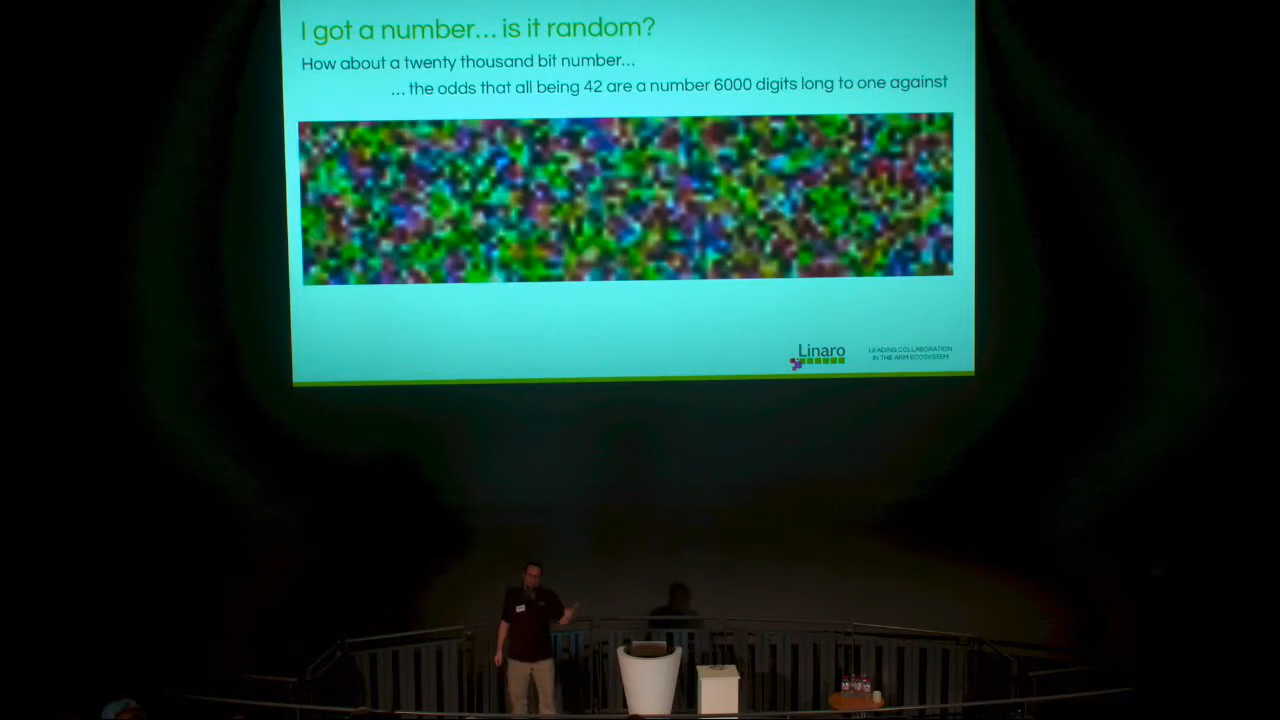 I got a number... is it random?
How about a twenty thousand bit number...
... the odds that all being 42 are a number 6000 digits long to one against
Linaro
LEADING COLLABORATION
IN THE ARM ECOSYSTEM